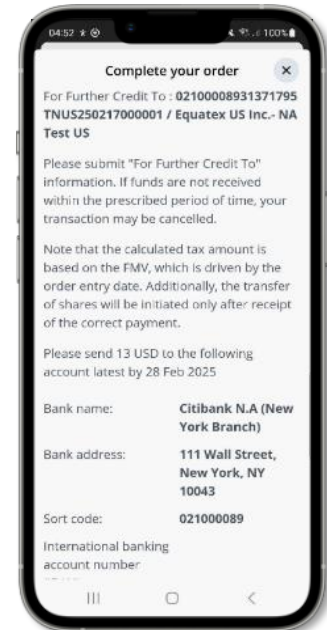 04:52
100%
Complete your order
For Further Credit To : 02100008931371795
TNUS250217000001 / Equatex US Inc.- NA
Test US
Please submit "For Further Credit To"
information. If funds are not received
within the prescribed period of time, your
transaction may be cancelled.
Note that the calculated tax amount is
based on the FMV, which is driven by the
order entry date. Additionally, the transfer
of shares will be initiated only after receipt
of the correct payment.
Please send 13 USD to the following
account latest by 28 Feb 2025
Bank name: Citibank N.A (New
York Branch)
Bank address: 111 Wall Street,
New York, NY
10043
Sort code: 021000089
International banking
account number